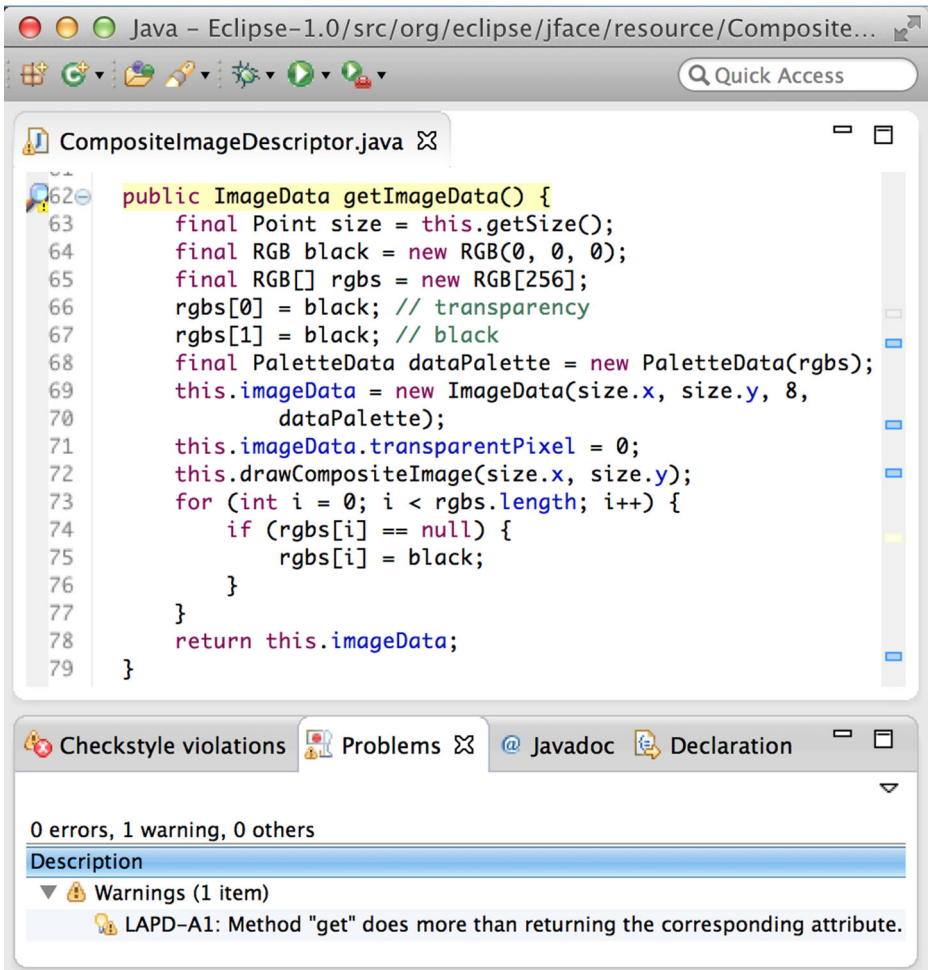 Java – Eclipse-1.0/src/org/eclipse/jface/resource/Composite...
Quick Access
CompositeImageDescriptor.java
62 public ImageData getImageData() {
63 final Point size = this.getSize();
64 final RGB black = new RGB(0, 0, 0);
65 final RGB[] rgbs = new RGB[256];
66 rgbs[0] = black; // transparency
67 rgbs[1] = black; // black
68 final PaletteData dataPalette = new PaletteData(rgbs);
69 this.imageData = new ImageData(size.x, size.y, 8,
70 dataPalette);
71 this.imageData.transparentPixel = 0;
72 this.drawCompositeImage(size.x, size.y);
73 for (int i = 0; i < rgbs.length; i++) {
74 if (rgbs[i] == null) {
75 rgbs[i] = black;
76 }
77 }
78 return this.imageData;
79 }
Checkstyle violations Problems @ Javadoc Declaration
0 errors, 1 warning, 0 others
Description
Warnings (1 item)
LAPD-A1: Method "get" does more than returning the corresponding attribute.